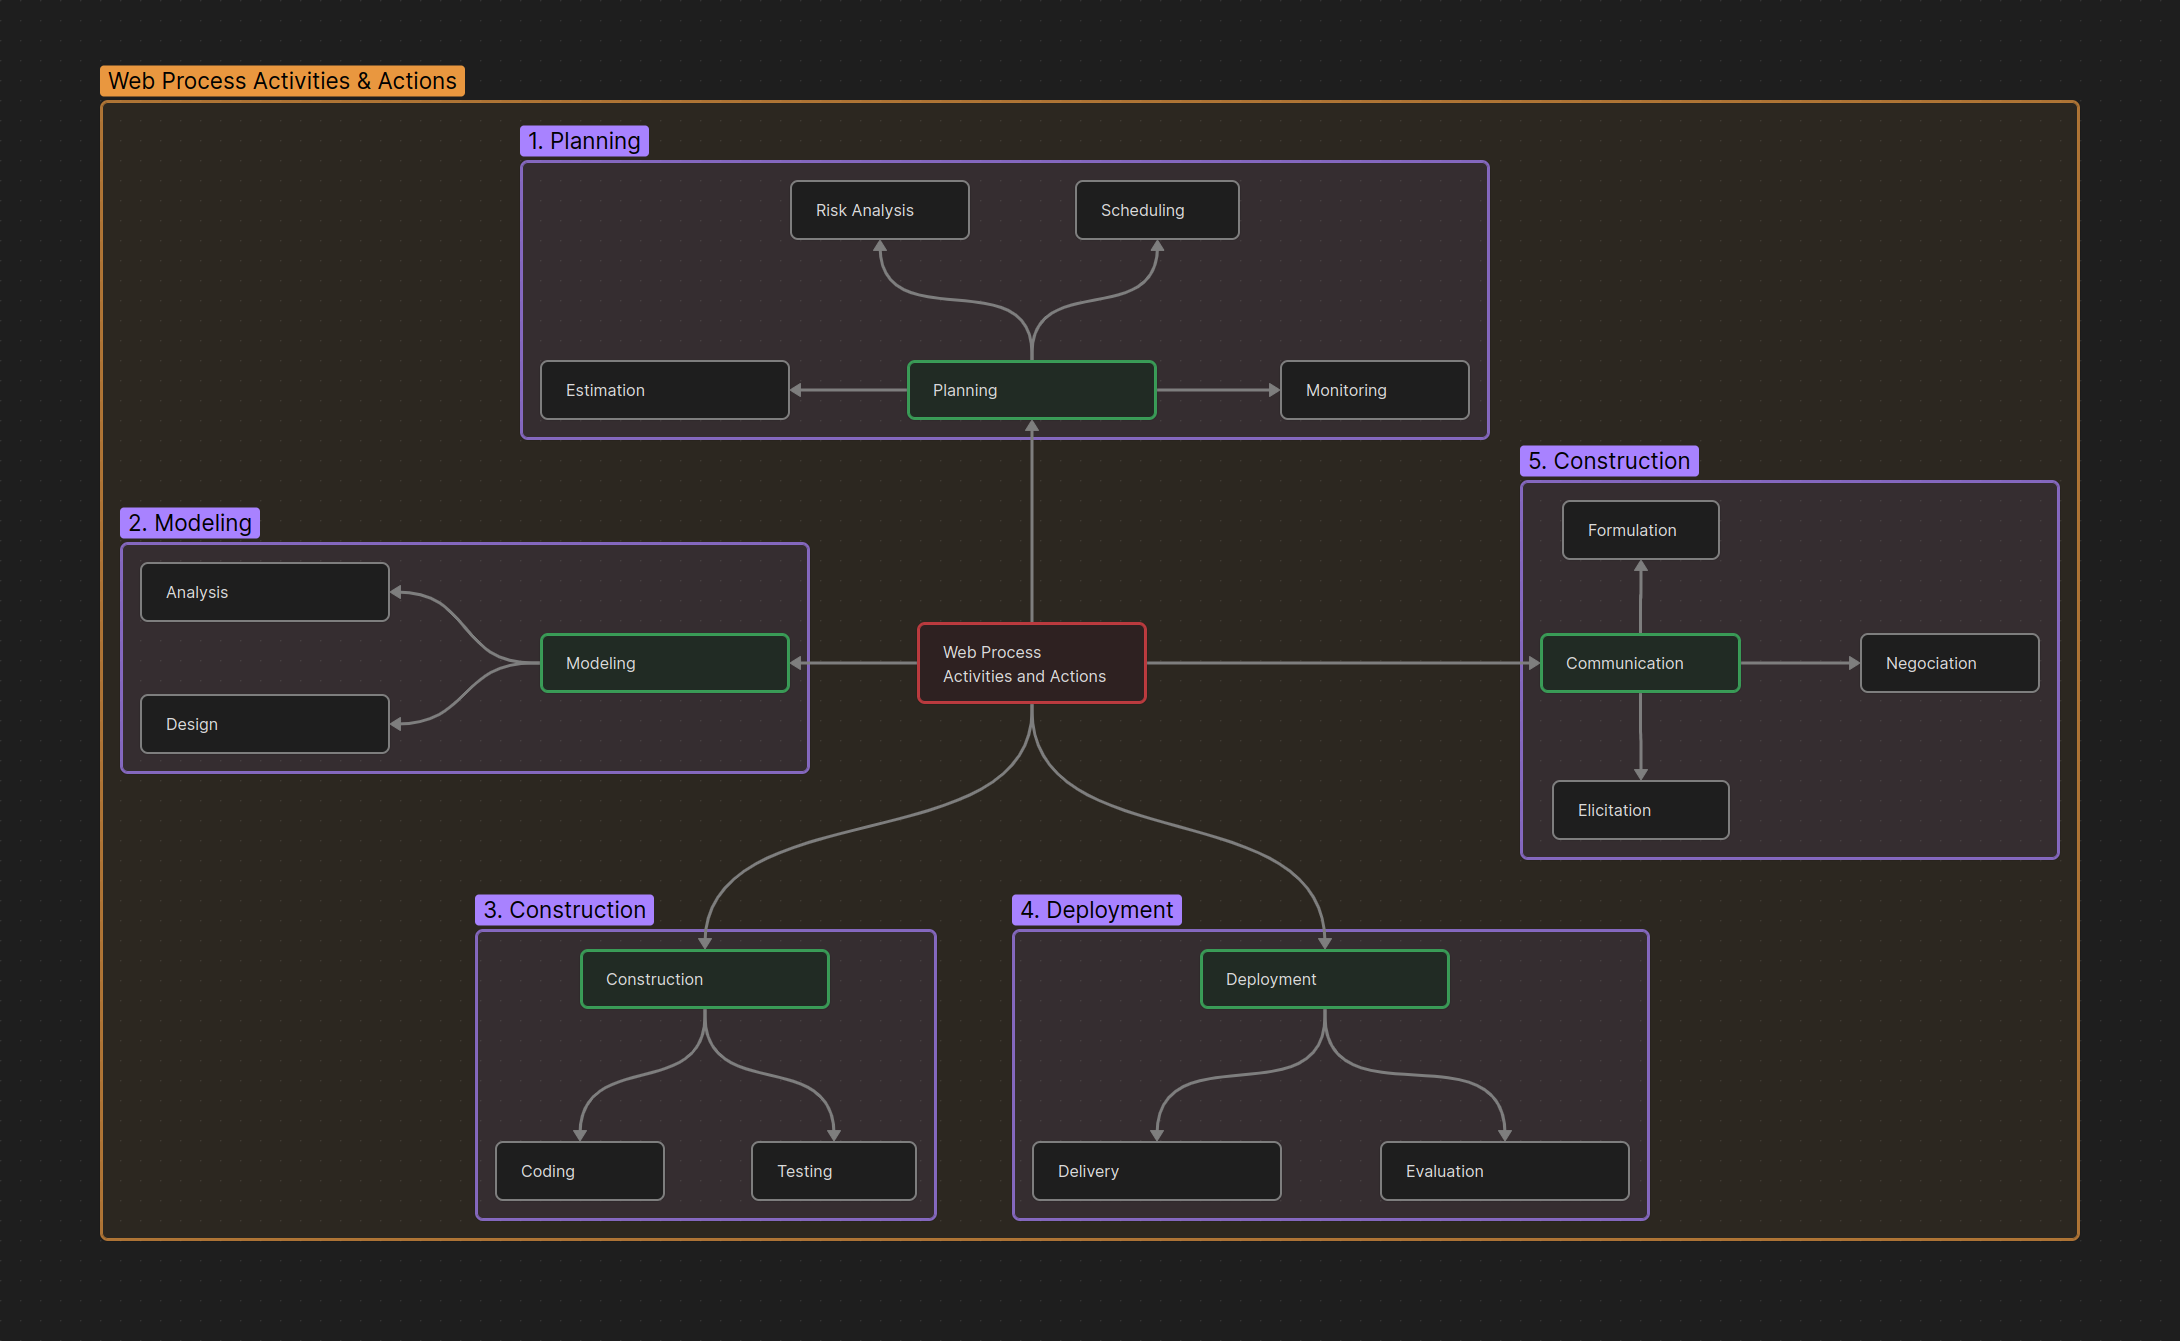 Web Process Activities & Actions
1. Planning
Risk Analysis
Scheduling
Estimation
Planning
Monitoring
2. Modeling
Analysis
Modeling
Design
Web Process
Activities and Actions
5. Construction
Formulation
Communication
Negociation
Elicitation
3. Construction
Construction
Coding
Testing
4. Deployment
Deployment
Delivery
Evaluation